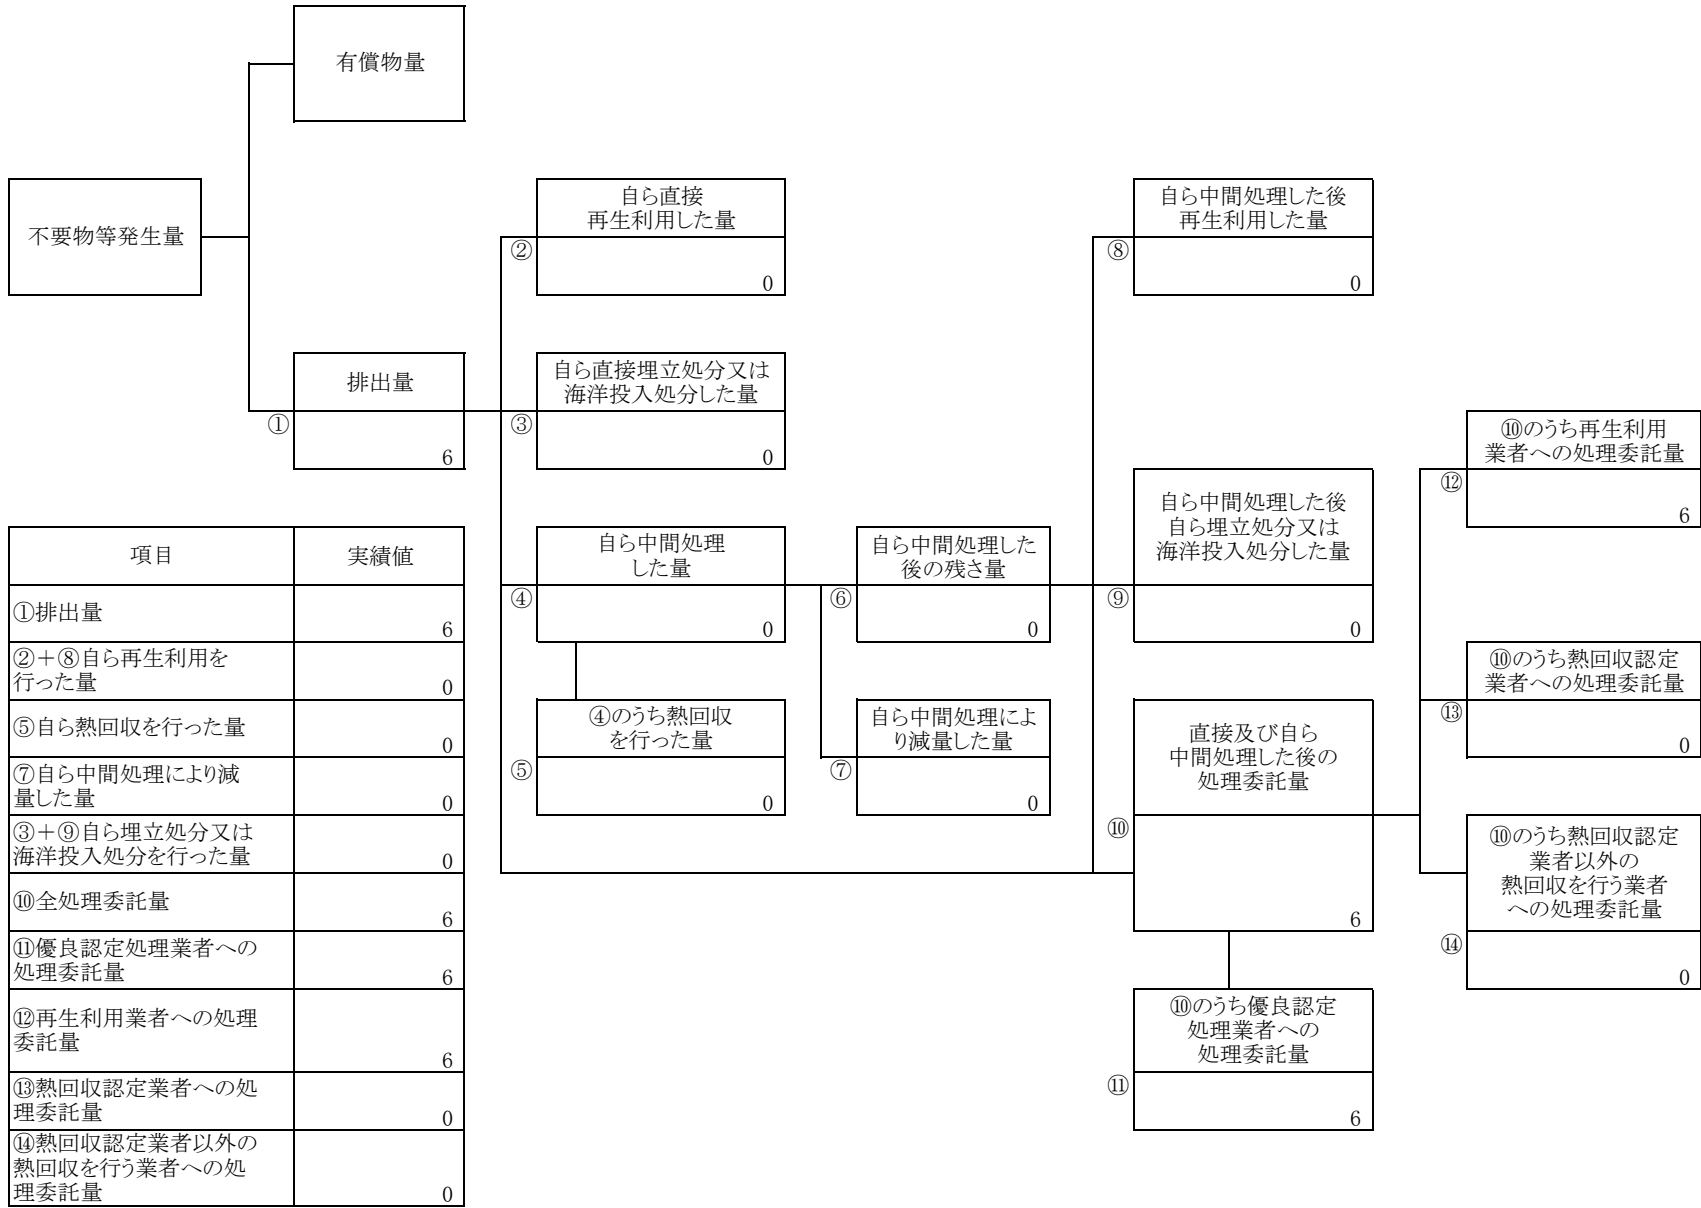 有償物量
不要物等発生量
自ら直接
再生利用した量
②
0
自ら中間処理した後
再生利用した量
⑧
0
排出量
①
6
自ら直接埋立処分又は
海洋投入処分した量
③
0
自ら中間処理
した量
④
0
自ら中間処理した
後の残さ量
⑥
0
自ら中間処理した後
自ら埋立処分又は
海洋投入処分した量
⑨
0
⑩のうち再生利用
業者への処理委託量
⑫
6
④のうち熱回収
を行った量
⑤
0
自ら中間処理によ
り減量した量
⑦
0
直接及び自ら
中間処理した後の
処理委託量
⑩
6
⑩のうち熱回収認定
業者への処理委託量
⑬
0
⑩のうち熱回収認定
業者以外の
熱回収を行う業者
への処理委託量
⑭
0
⑩のうち優良認定
処理業者への
処理委託量
⑪
6
項目 実績値
①排出量
6
②+⑧自ら再生利用を
行った量
0
⑤自ら熱回収を行った量
0
⑦自ら中間処理により減
量した量
0
③+⑨自ら埋立処分又は
海洋投入処分を行った量
0
⑩全処理委託量
6
⑪優良認定処理業者への
処理委託量
6
⑫再生利用業者への処理
委託量
6
⑬熱回収認定業者への処
理委託量
0
⑭熱回収認定業者以外の
熱回収を行う業者への処
理委託量
0